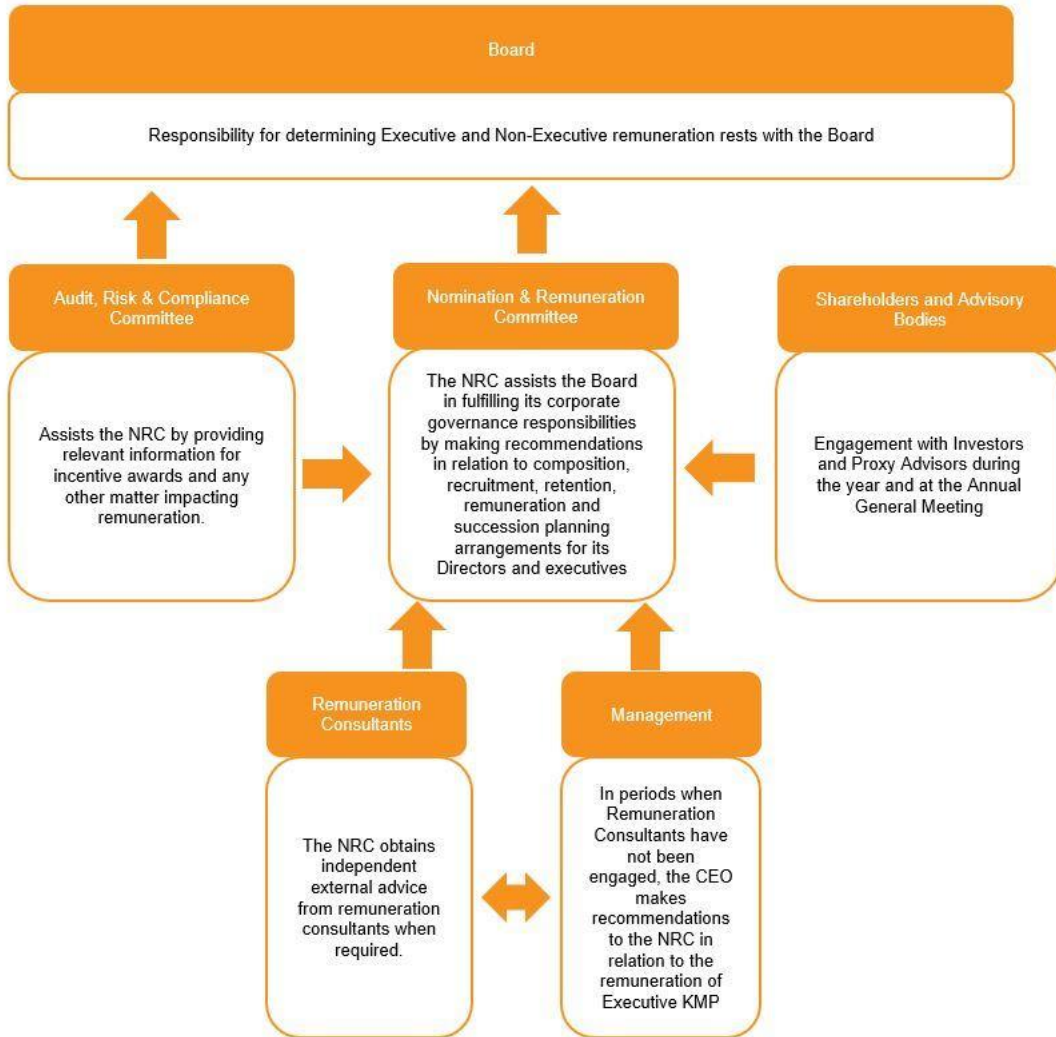 Board
Responsibility for determining Executive and Non-Executive remuneration rests with the Board
Audit, Risk & Compliance
Committee
Assists the NRC by providing
relevant information for
incentive awards and any
other matter impacting
remuneration.
Nomination & Remuneration
Committee
The NRC assists the Board
in fulfilling its corporate
governance responsibilities
by making recommendations
in relation to composition,
recruitment, retention,
remuneration and
succession planning
arrangements for its
Directors and executives
Shareholders and Advisory
Bodies
Engagement with Investors
and Proxy Advisors during
the year and at the Annual
General Meeting
Remuneration
Consultants
The NRC obtains
independent
external advice
from remuneration
consultants when
required.
Management
In periods when
Remuneration
Consultants have
not been
engaged, the CEO
makes
recommendations
to the NRC in
relation to the
remuneration of
Executive KMP